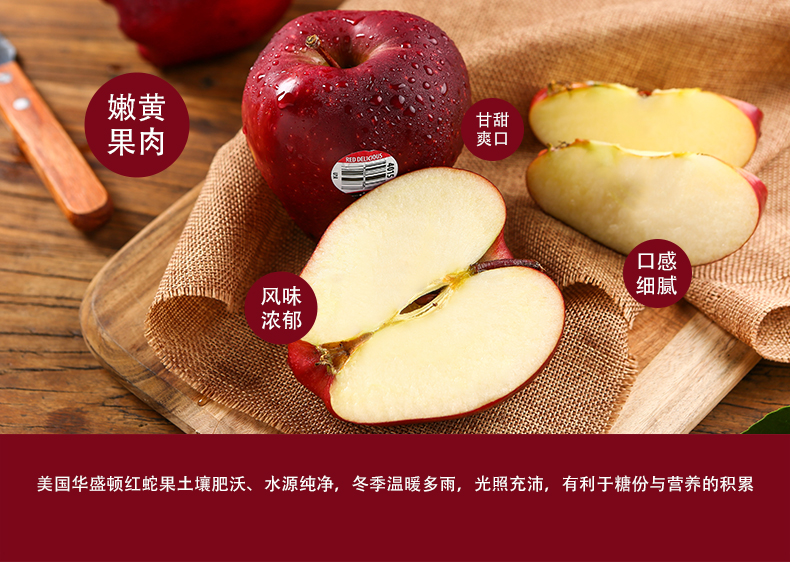 嫩黄
果肉
甘甜
爽口
RED DELICIOUS
4015
口感
细腻
风味
浓郁
美国华盛顿红蛇果土壤肥沃、水源纯净，冬季温暖多雨，光照充沛，有利于糖份与营养的积累